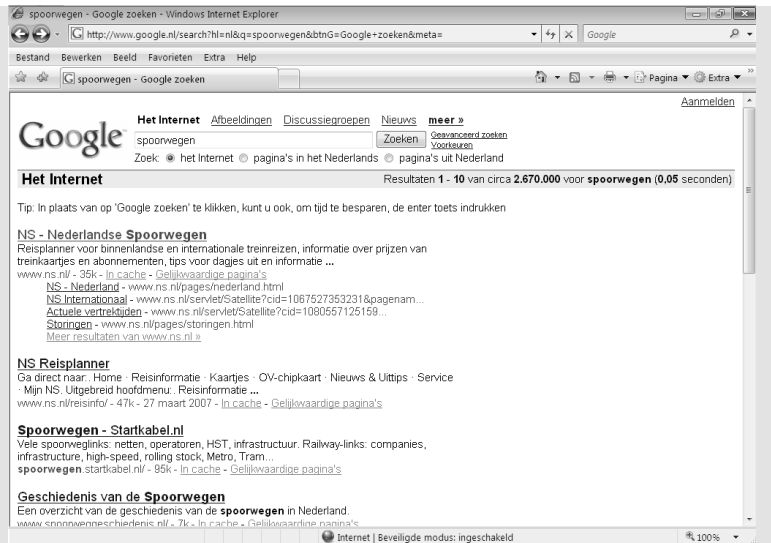 spoorwegen - Google zoeken - Windows Internet Explorer
http://www.google.nl/search?hl=nl&q=spoorwegen&btnG=Google+zoeken&meta=
Google
Bestand Bewerken Beeld Favorieten Extra Help
spoorwegen - Google zoeken
Pagina Extra »
Aanmelden
Google™
Het Internet Afbeeldingen Discussiegroepen Nieuws meer »
spoorwegen Zoeken Geavanceerd zoeken
Voorkeuren
Zoek: het Internet pagina's in het Nederlands pagina's uit Nederland
Het Internet Resultaten 1 - 10 van circa 2.670.000 voor spoorwegen (0,05 seconden)
Tip: In plaats van op 'Google zoeken' te klikken, kunt u ook, om tijd te besparen, de enter toets indrukken
NS - Nederlandse Spoorwegen
Reisplanner voor binnenlandse en internationale treinreizen, informatie over prijzen van
treinkaartjes en abonnementen, tips voor dagjes uit en informatie ...
www.ns.nl/ - 35k - In cache - Gelijkwaardige pagina's
NS - Nederland - www.ns.nl/pages/nederland.html
NS Internationaal - www.ns.nl/servlet/Satellite?cid=1067527353231&pagenam...
Actuele vertrektijden - www.ns.nl/servlet/Satellite?cid=1080557125159...
Storingen - www.ns.nl/pages/storingen.html
Meer resultaten van www.ns.nl »
NS Reisplanner
Ga direct naar:. Home · Reisinformatie · Kaartjes · OV-chipkaart · Nieuws & Uittips · Service
· Mijn NS. Uitgebreid hoofdmenu:. Reisinformatie ...
www.ns.nl/reisinfo/ - 47k - 27 maart 2007 - In cache - Gelijkwaardige pagina's
Spoorwegen - Startkabel.nl
Vele spoorweglinks: netten, operatoren, HST, infrastructuur. Railway-links: companies,
infrastructure, high-speed, rolling stock, Metro, Tram...
spoorwegen.startkabel.nl/ - 95k - In cache - Gelijkwaardige pagina's
Geschiedenis van de Spoorwegen
Een overzicht van de geschiedenis van de spoorwegen in Nederland.
www.spoorweggeschiedenis.nl/ - 7k - In cache - Gelijkwaardige pagina's
Internet | Beveiligde modus: ingeschakeld
100%